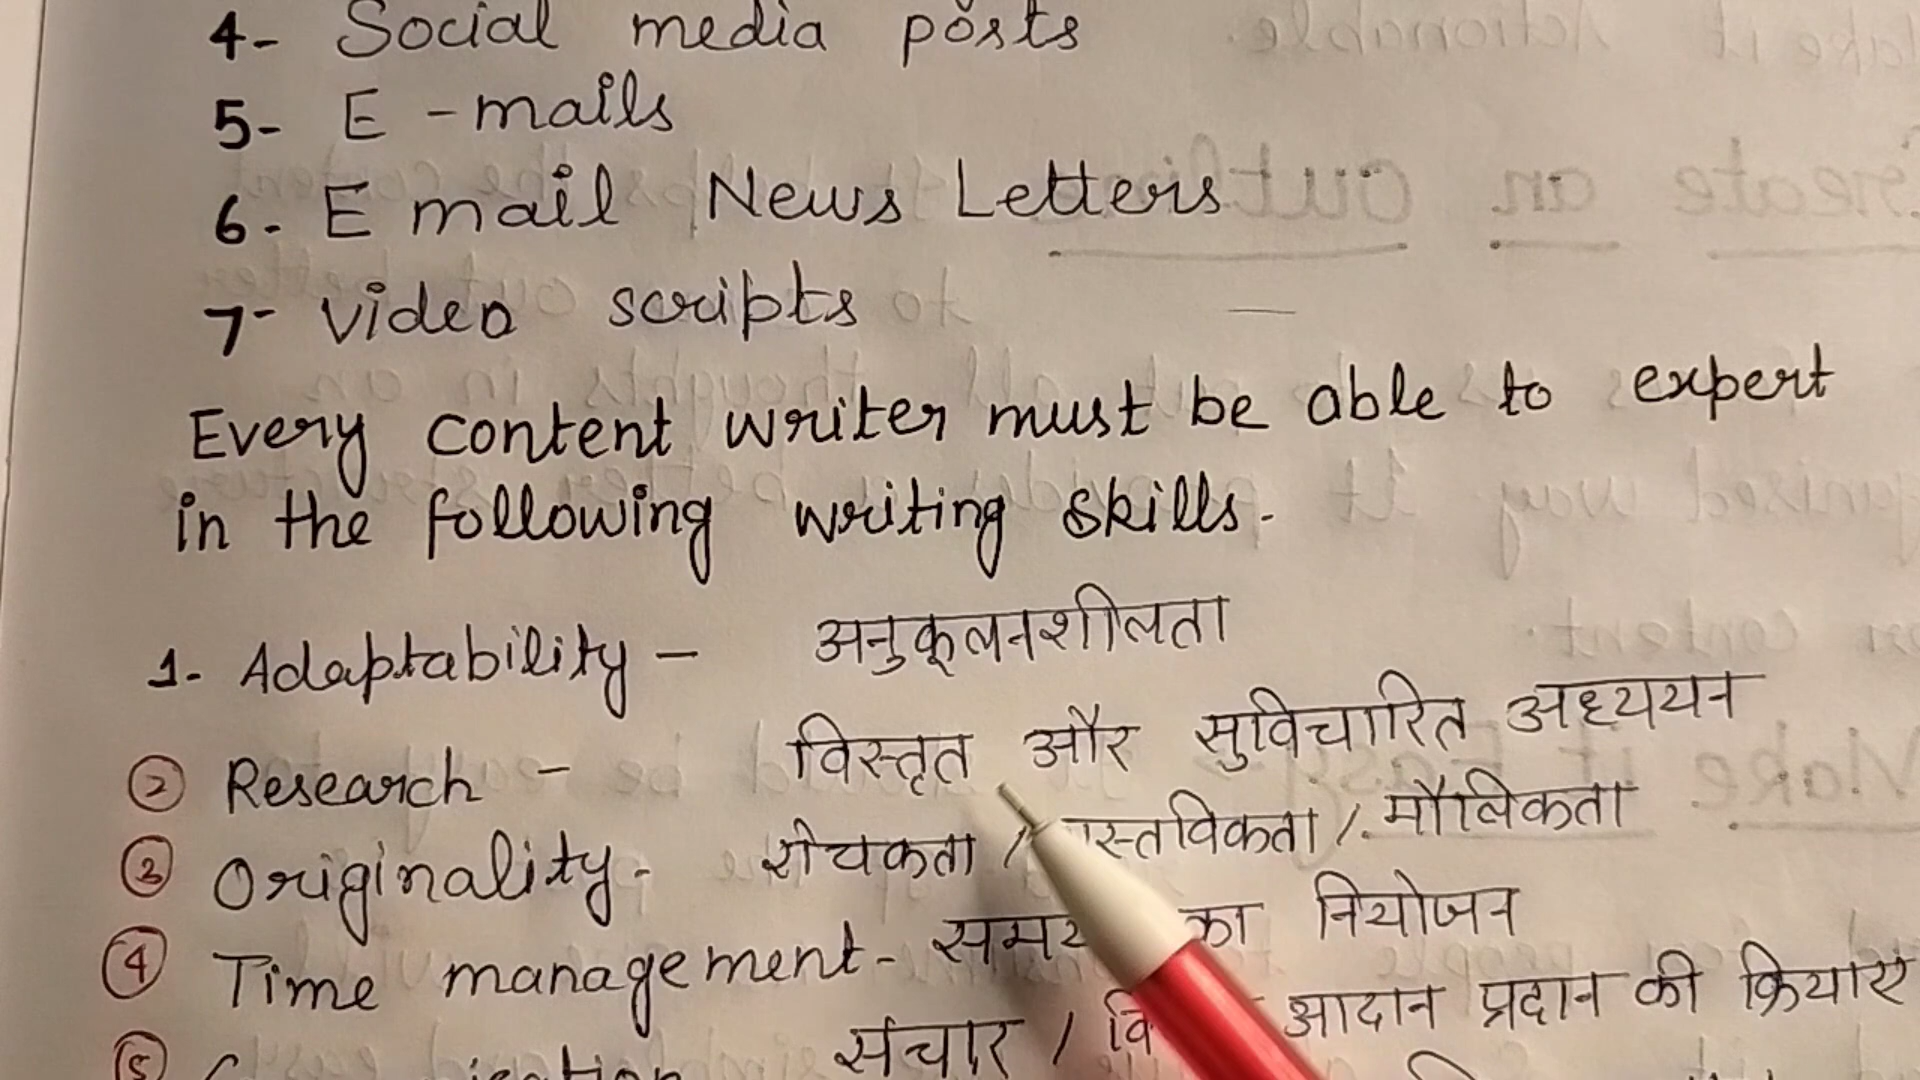 4- Social media posts
5- E-mails
6- E mail News Letters
7- Video scripts
Every content writer must be able to expert
in the following writing skills.
1- Adaptability - अनुकूलनशीलता
② Research - विस्तृत और सुविचारित अध्ययन
③ Originality- रोचकता / मौलिकता
④ Time management- का नियोजन
⑤ संचार / आदान प्रदान की क्रियाएं